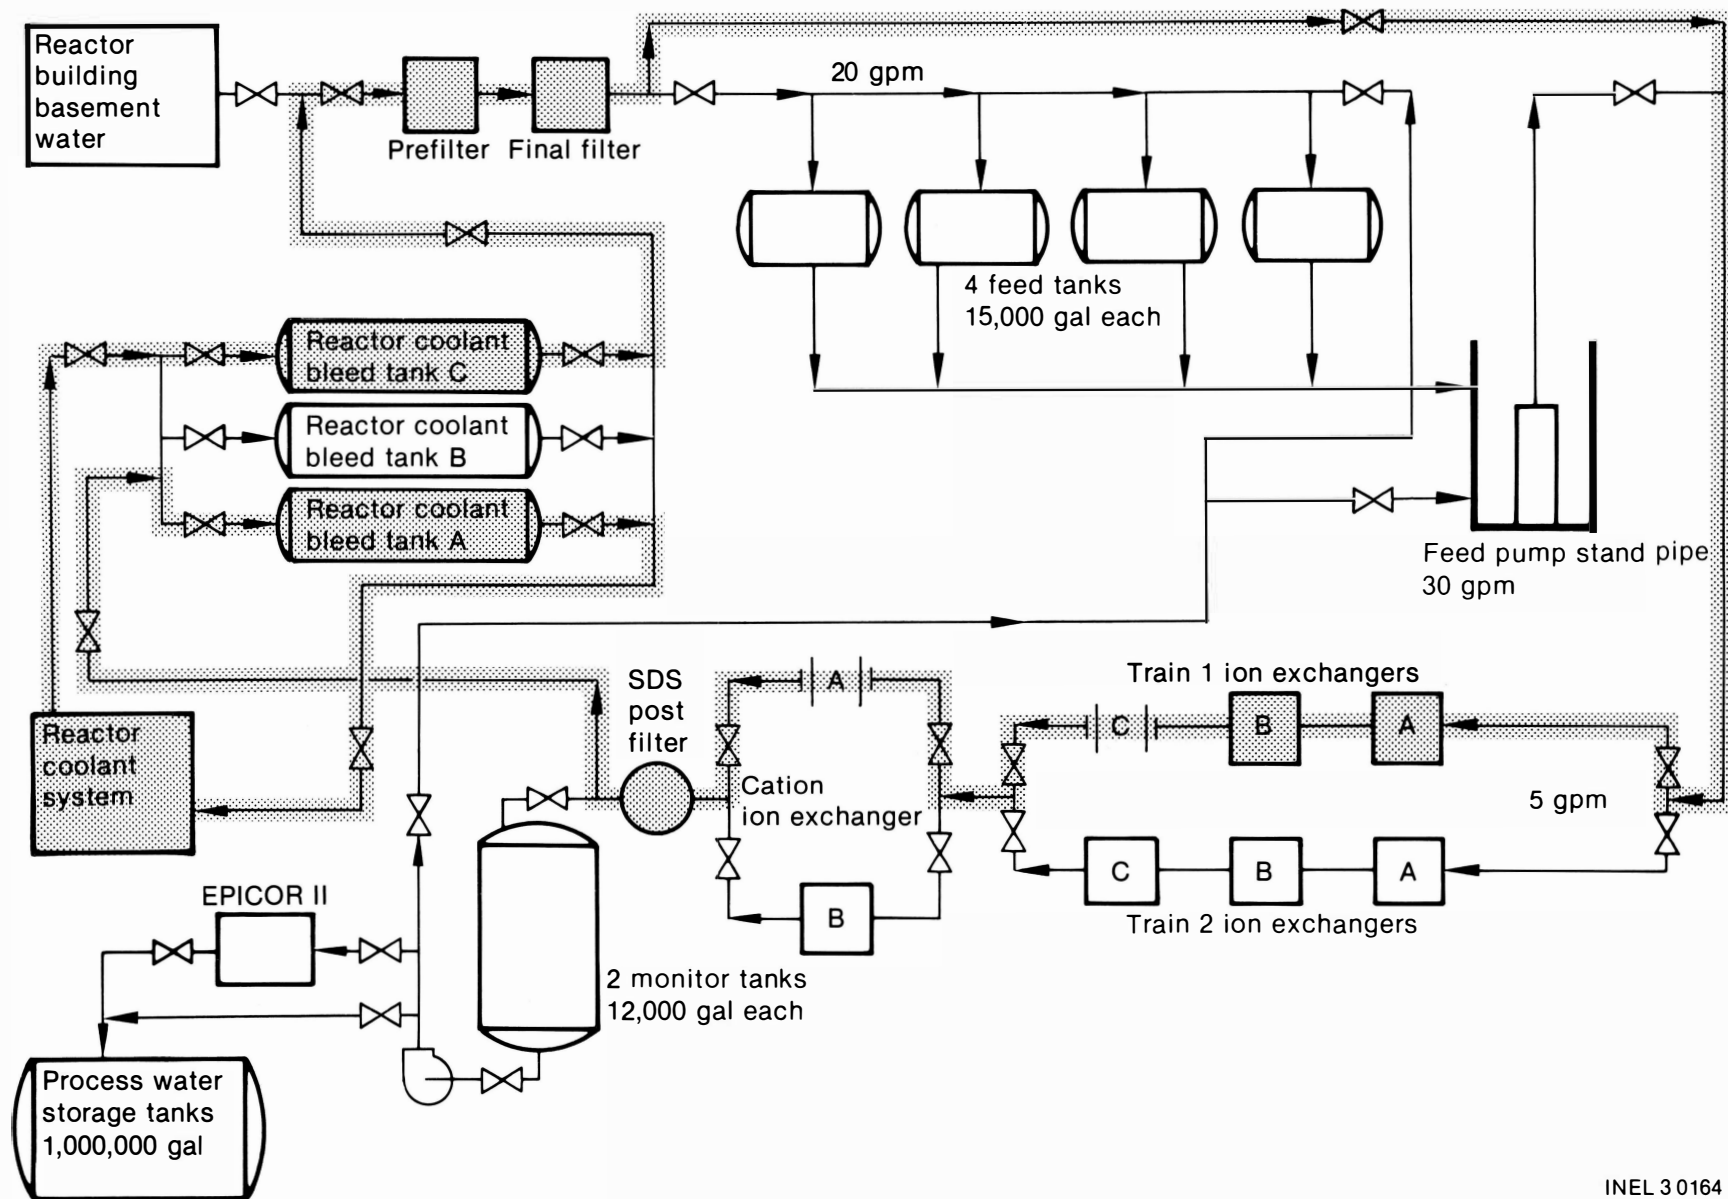 Reactor
building
basement
water
Prefilter
Final filter
20 gpm
4 feed tanks
15,000 gal each
Reactor coolant
bleed tank C
Reactor coolant
bleed tank B
Reactor coolant
bleed tank A
Feed pump stand pipe
30 gpm
Reactor
coolant
system
SDS
post
filter
A
Cation
ion exchanger
B
Train 1 ion exchangers
C
B
A
5 gpm
C
B
A
Train 2 ion exchangers
EPICOR II
2 monitor tanks
12,000 gal each
Process water
storage tanks
1,000,000 gal
INEL 3 0164